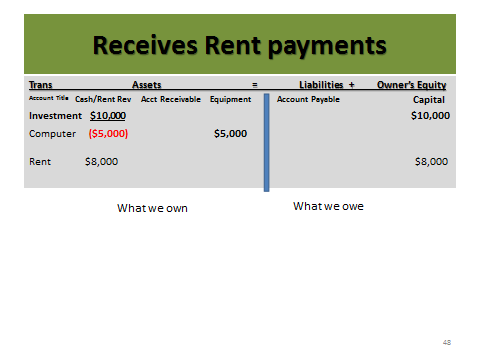 Receives Rent payments
Trans Assets = Liabilities + Owner's Equity
Account Title Cash/Rent Rev Acct Receivable Equipment Account Payable Capital
Investment $10,000 $10,000
Computer ($5,000) $5,000
Rent $8,000 $8,000
What we own What we owe
48